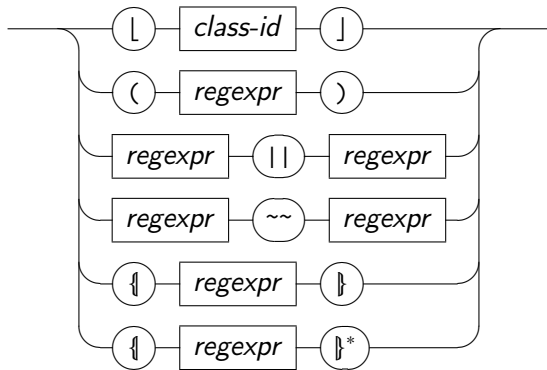 ⌊ class-id ⌋
( regexpr )
regexpr || regexpr
regexpr ~~ regexpr
⦃ regexpr ⦄
⦃ regexpr ⦄*